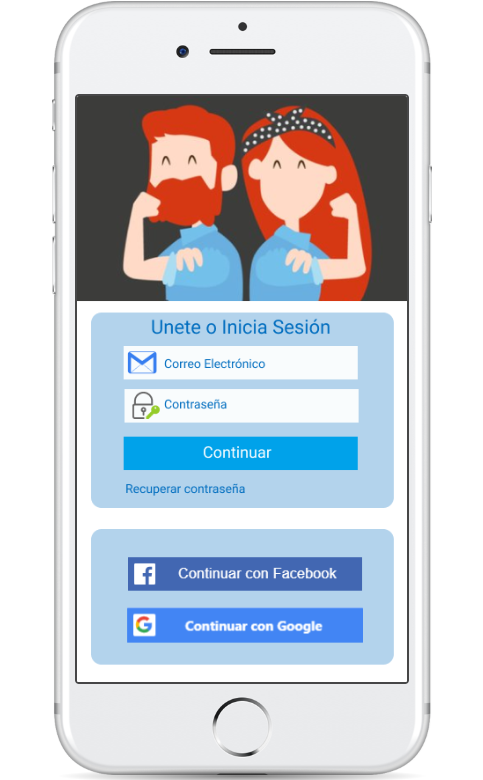 Unete o Inicia Sesión
Correo Electrónico
Contraseña
Continuar
Recuperar contraseña
Continuar con Facebook
Continuar con Google